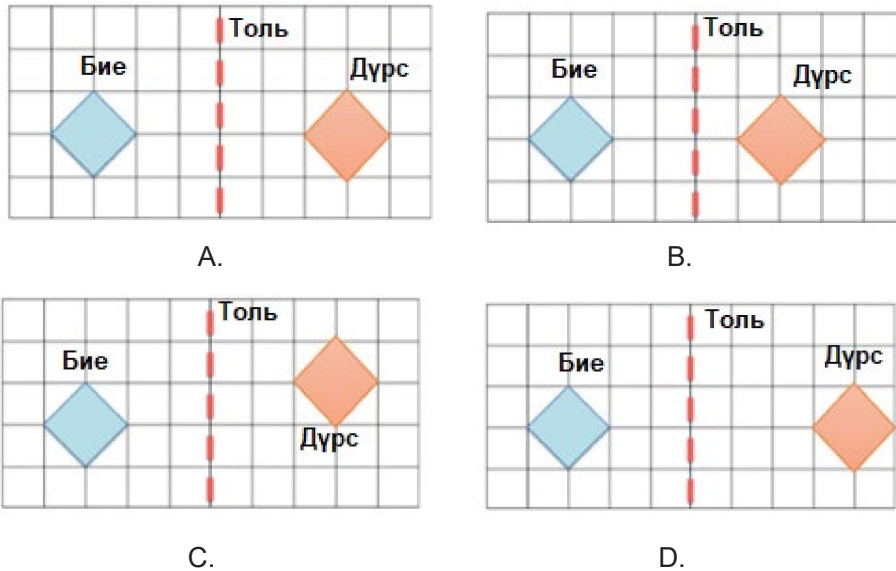 Толь
Бие
Дүрс
A.
Толь
Бие
Дүрс
B.
Толь
Бие
Дүрс
C.
Толь
Бие
Дүрс
D.